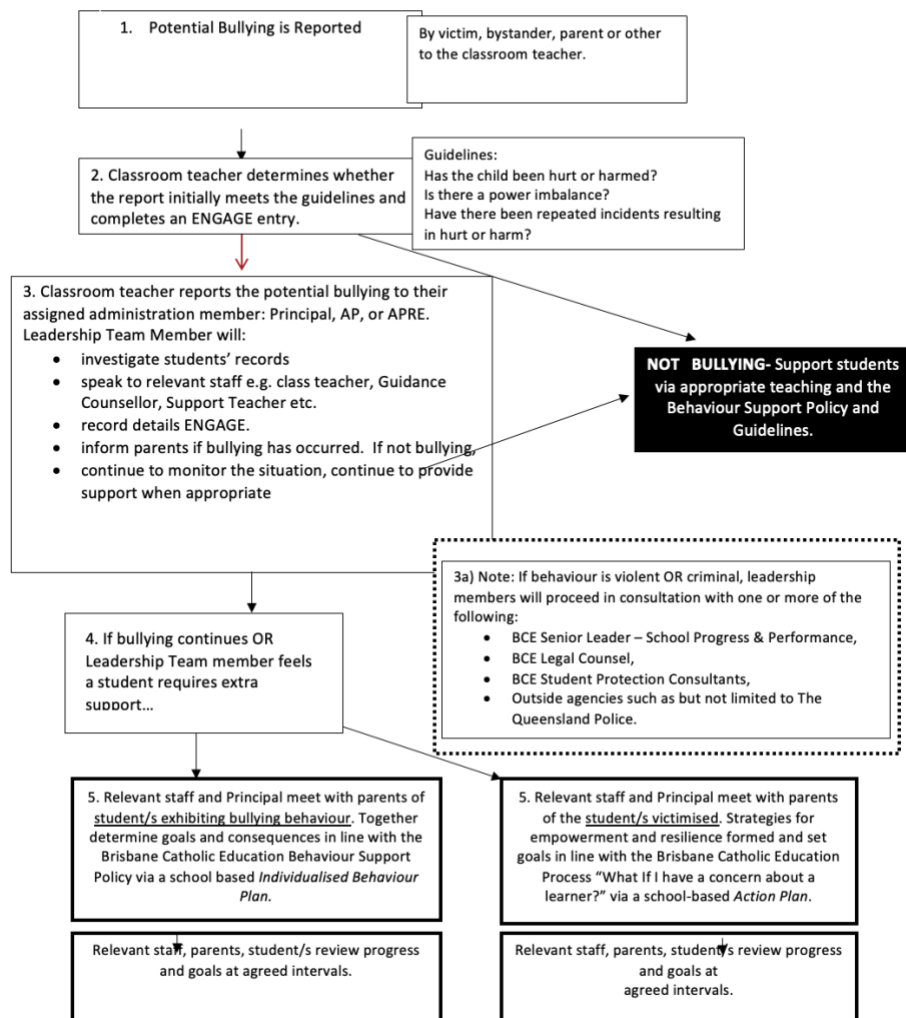 1. Potential Bullying is Reported
By victim, bystander, parent or other
to the classroom teacher.
2. Classroom teacher determines whether
the report initially meets the guidelines and
completes an ENGAGE entry.
Guidelines:
Has the child been hurt or harmed?
Is there a power imbalance?
Have there been repeated incidents resulting
in hurt or harm?
3. Classroom teacher reports the potential bullying to their
assigned administration member: Principal, AP, or APRE.
Leadership Team Member will:
• investigate students’ records
• speak to relevant staff e.g. class teacher, Guidance
Counsellor, Support Teacher etc.
• record details ENGAGE.
• inform parents if bullying has occurred. If not bullying,
• continue to monitor the situation, continue to provide
support when appropriate
NOT BULLYING- Support students
via appropriate teaching and the
Behaviour Support Policy and
Guidelines.
3a) Note: If behaviour is violent OR criminal, leadership
members will proceed in consultation with one or more of the
following:
• BCE Senior Leader – School Progress & Performance,
• BCE Legal Counsel,
• BCE Student Protection Consultants,
• Outside agencies such as but not limited to The
Queensland Police.
4. If bullying continues OR
Leadership Team member feels
a student requires extra
support…
5. Relevant staff and Principal meet with parents of
student/s exhibiting bullying behaviour. Together
determine goals and consequences in line with the
Brisbane Catholic Education Behaviour Support
Policy via a school based Individualised Behaviour
Plan.
5. Relevant staff and Principal meet with parents
of the student/s victimised. Strategies for
empowerment and resilience formed and set
goals in line with the Brisbane Catholic Education
Process “What If I have a concern about a
learner?” via a school-based Action Plan.
Relevant staff, parents, student/s review progress
and goals at agreed intervals.
Relevant staff, parents, student/s review progress
and goals at
agreed intervals.